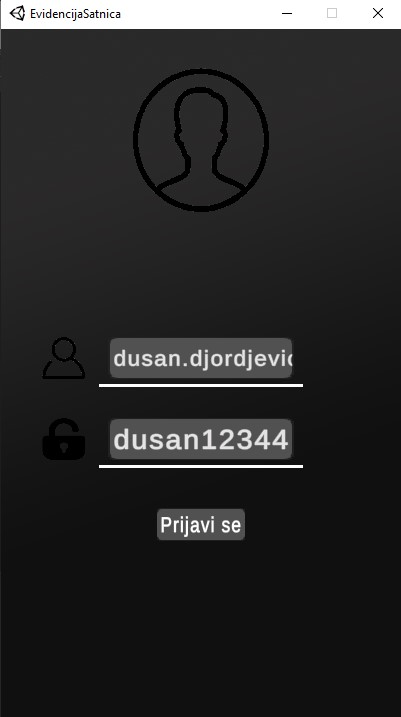 EvidencijaSatnica
dusan.djordjevic
dusan12344
Prijavi se